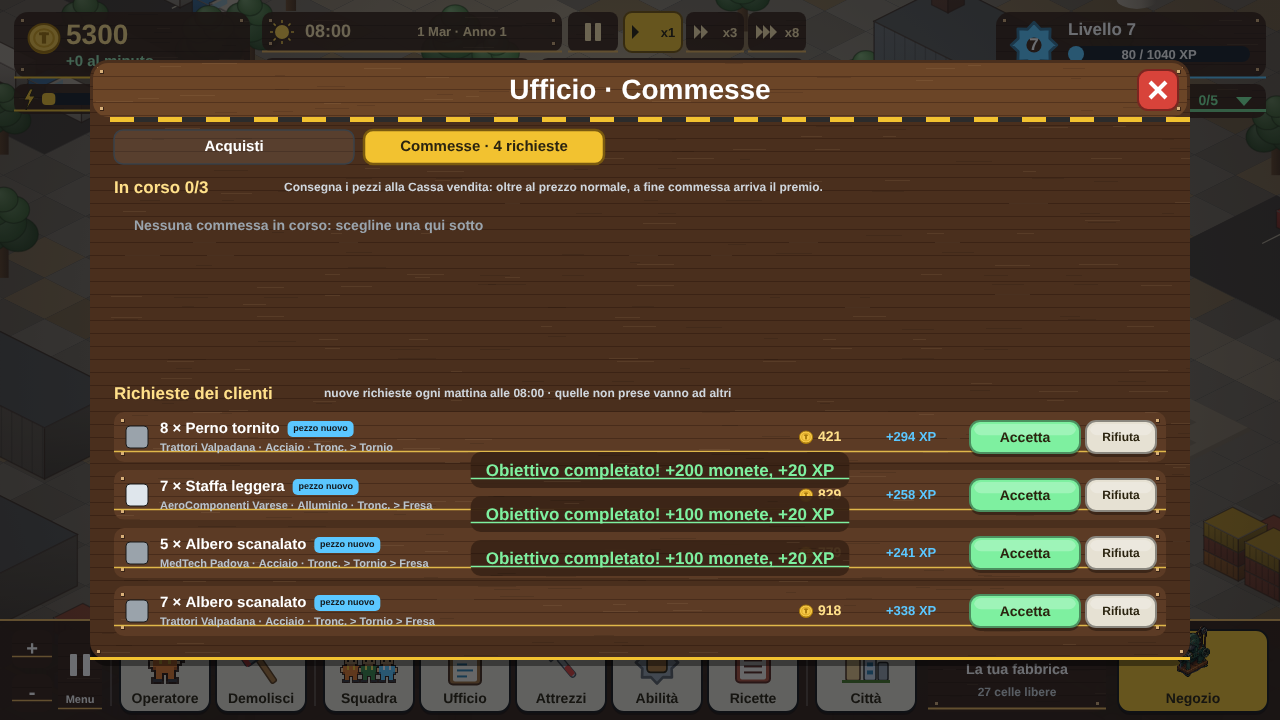 5300
+0 al minuto
08:00
1 Mar · Anno 1
x1
x3
x8
7
Livello 7
80 / 1040 XP
0/5
Ufficio · Commesse
Acquisti
Commesse · 4 richieste
In corso 0/3
Consegna i pezzi alla Cassa vendita: oltre al prezzo normale, a fine commessa arriva il premio.
Nessuna commessa in corso: scegline una qui sotto
Richieste dei clienti
nuove richieste ogni mattina alle 08:00 · quelle non prese vanno ad altri
8 × Perno tornito
pezzo nuovo
Trattori Valpadana · Acciaio · Tronc. > Tornio
421
+294 XP
Accetta
Rifiuta
Obiettivo completato! +200 monete, +20 XP
7 × Staffa leggera
pezzo nuovo
AeroComponenti Varese · Alluminio · Tronc. > Fresa
829
+258 XP
Accetta
Rifiuta
Obiettivo completato! +100 monete, +20 XP
5 × Albero scanalato
pezzo nuovo
MedTech Padova · Acciaio · Tronc. > Tornio > Fresa
+241 XP
Accetta
Rifiuta
Obiettivo completato! +100 monete, +20 XP
7 × Albero scanalato
pezzo nuovo
Trattori Valpadana · Acciaio · Tronc. > Tornio > Fresa
918
+338 XP
Accetta
Rifiuta
+
-
Menu
Operatore
Demolisci
Squadra
Ufficio
Attrezzi
Abilità
Ricette
Città
La tua fabbrica
27 celle libere
Negozio